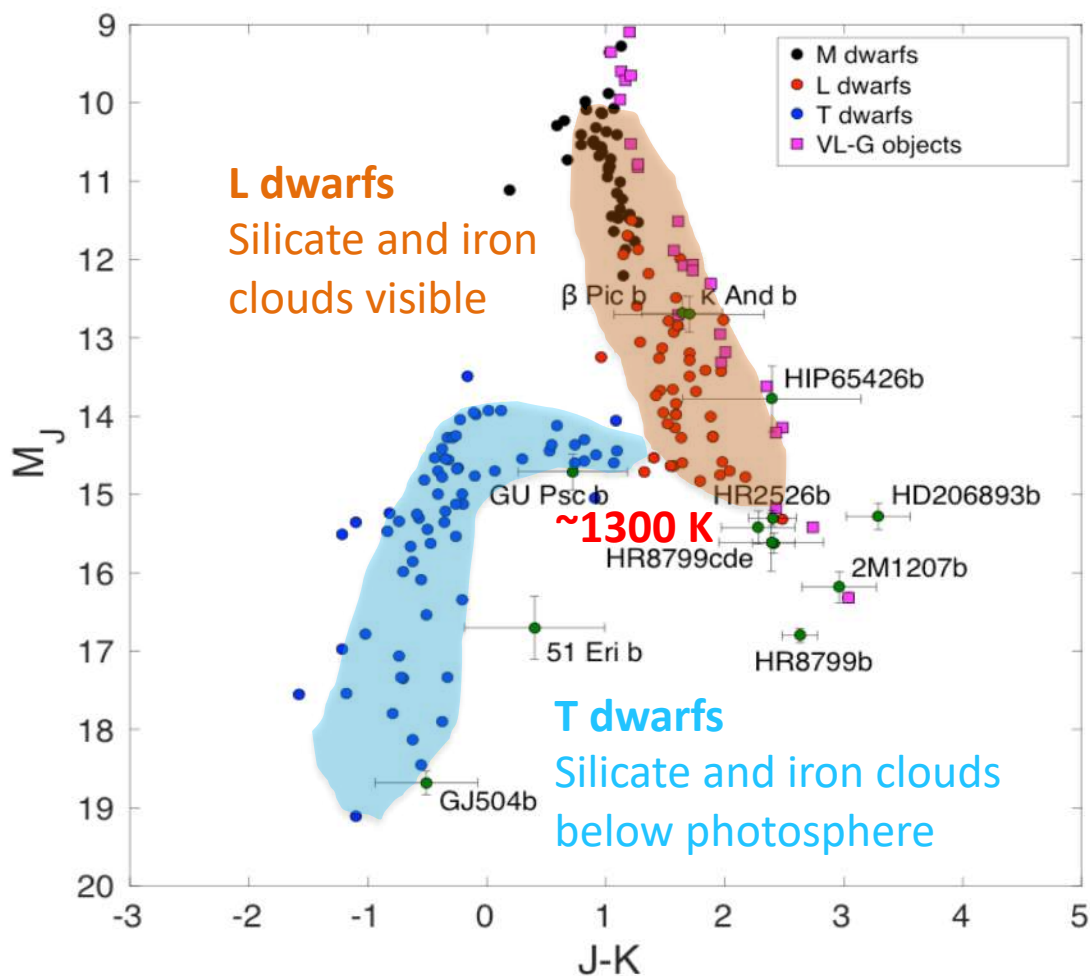 9
10
11
12
13
14
15
16
17
18
19
20
M_J
-3
-2
-1
0
1
2
3
4
5
J-K
M dwarfs
L dwarfs
T dwarfs
VL-G objects
L dwarfs
Silicate and iron
clouds visible
β Pic b
κ And b
HIP65426b
GU Psc b
HR2526b
HD206893b
~1300 K
HR8799cde
2M1207b
51 Eri b
HR8799b
T dwarfs
Silicate and iron clouds
below photosphere
GJ504b